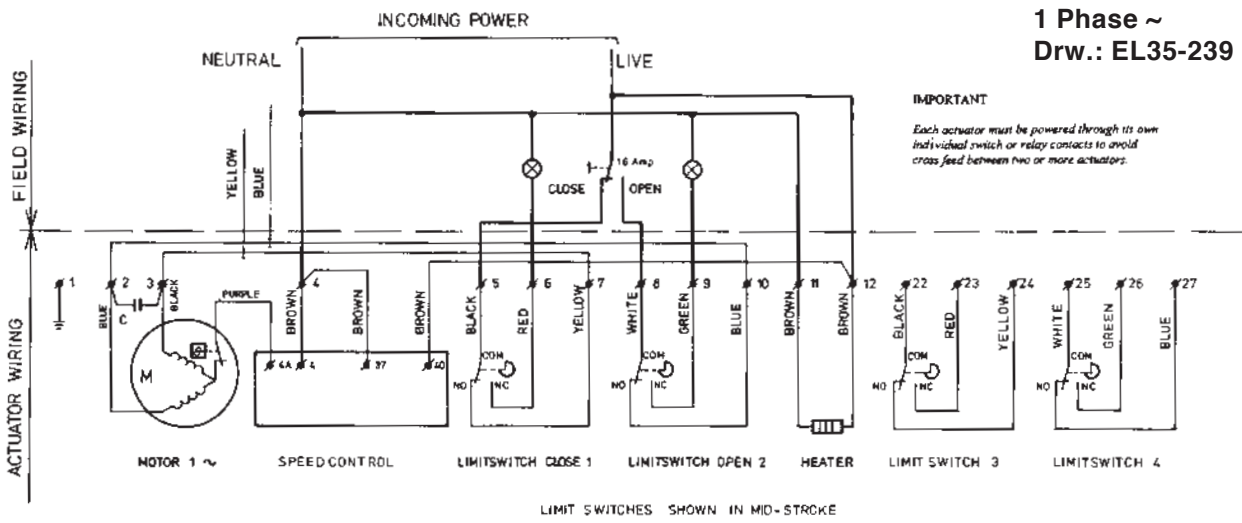 1 Phase ~
Drw.: EL35-239
INCOMING POWER
NEUTRAL
LIVE
IMPORTANT
Each actuator must be powered through its own
individual switch or relay contacts to avoid
cross feed between two or more actuators.
FIELD WIRING
YELLOW
BLUE
16 Amp
CLOSE
OPEN
ACTUATOR WIRING
1
2
3
4
5
6
7
8
9
10
11
12
22
23
24
25
26
27
BLUE
C
BLACK
PURPLE
BROWN
BROWN
BROWN
BLACK
RED
YELLOW
WHITE
GREEN
BLUE
BROWN
BROWN
BLACK
RED
YELLOW
WHITE
GREEN
BLUE
M
4A
4
37
40
COM
NO
NC
COM
NO
NC
COM
NO
NC
COM
NO
NC
MOTOR 1 ~
SPEED CONTROL
LIMITSWITCH CLOSE 1
LIMITSWITCH OPEN 2
HEATER
LIMIT SWITCH 3
LIMITSWITCH 4
LIMIT SWITCHES SHOWN IN MID-STROKE